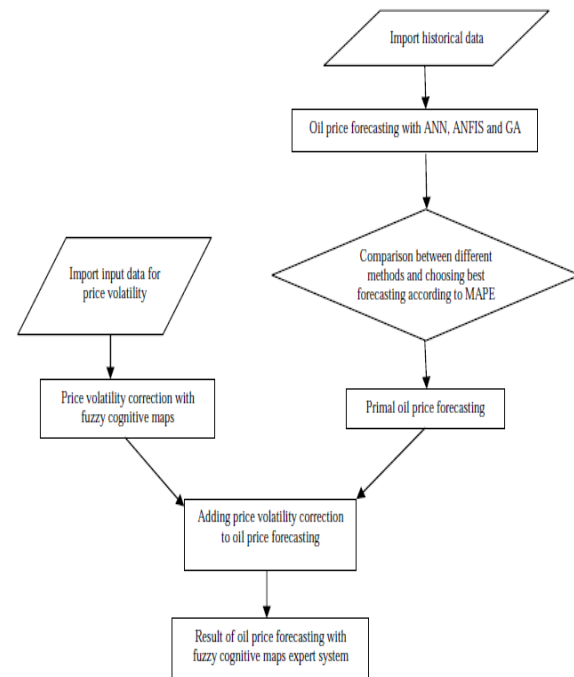 Import historical data
Oil price forecasting with ANN, ANFIS and GA
Comparison between different
methods and choosing best
forecasting according to MAPE
Import input data for
price volatility
Price volatility correction with
fuzzy cognitive maps
Primal oil price forecasting
Adding price volatility correction
to oil price forecasting
Result of oil price forecasting with
fuzzy cognitive maps expert system